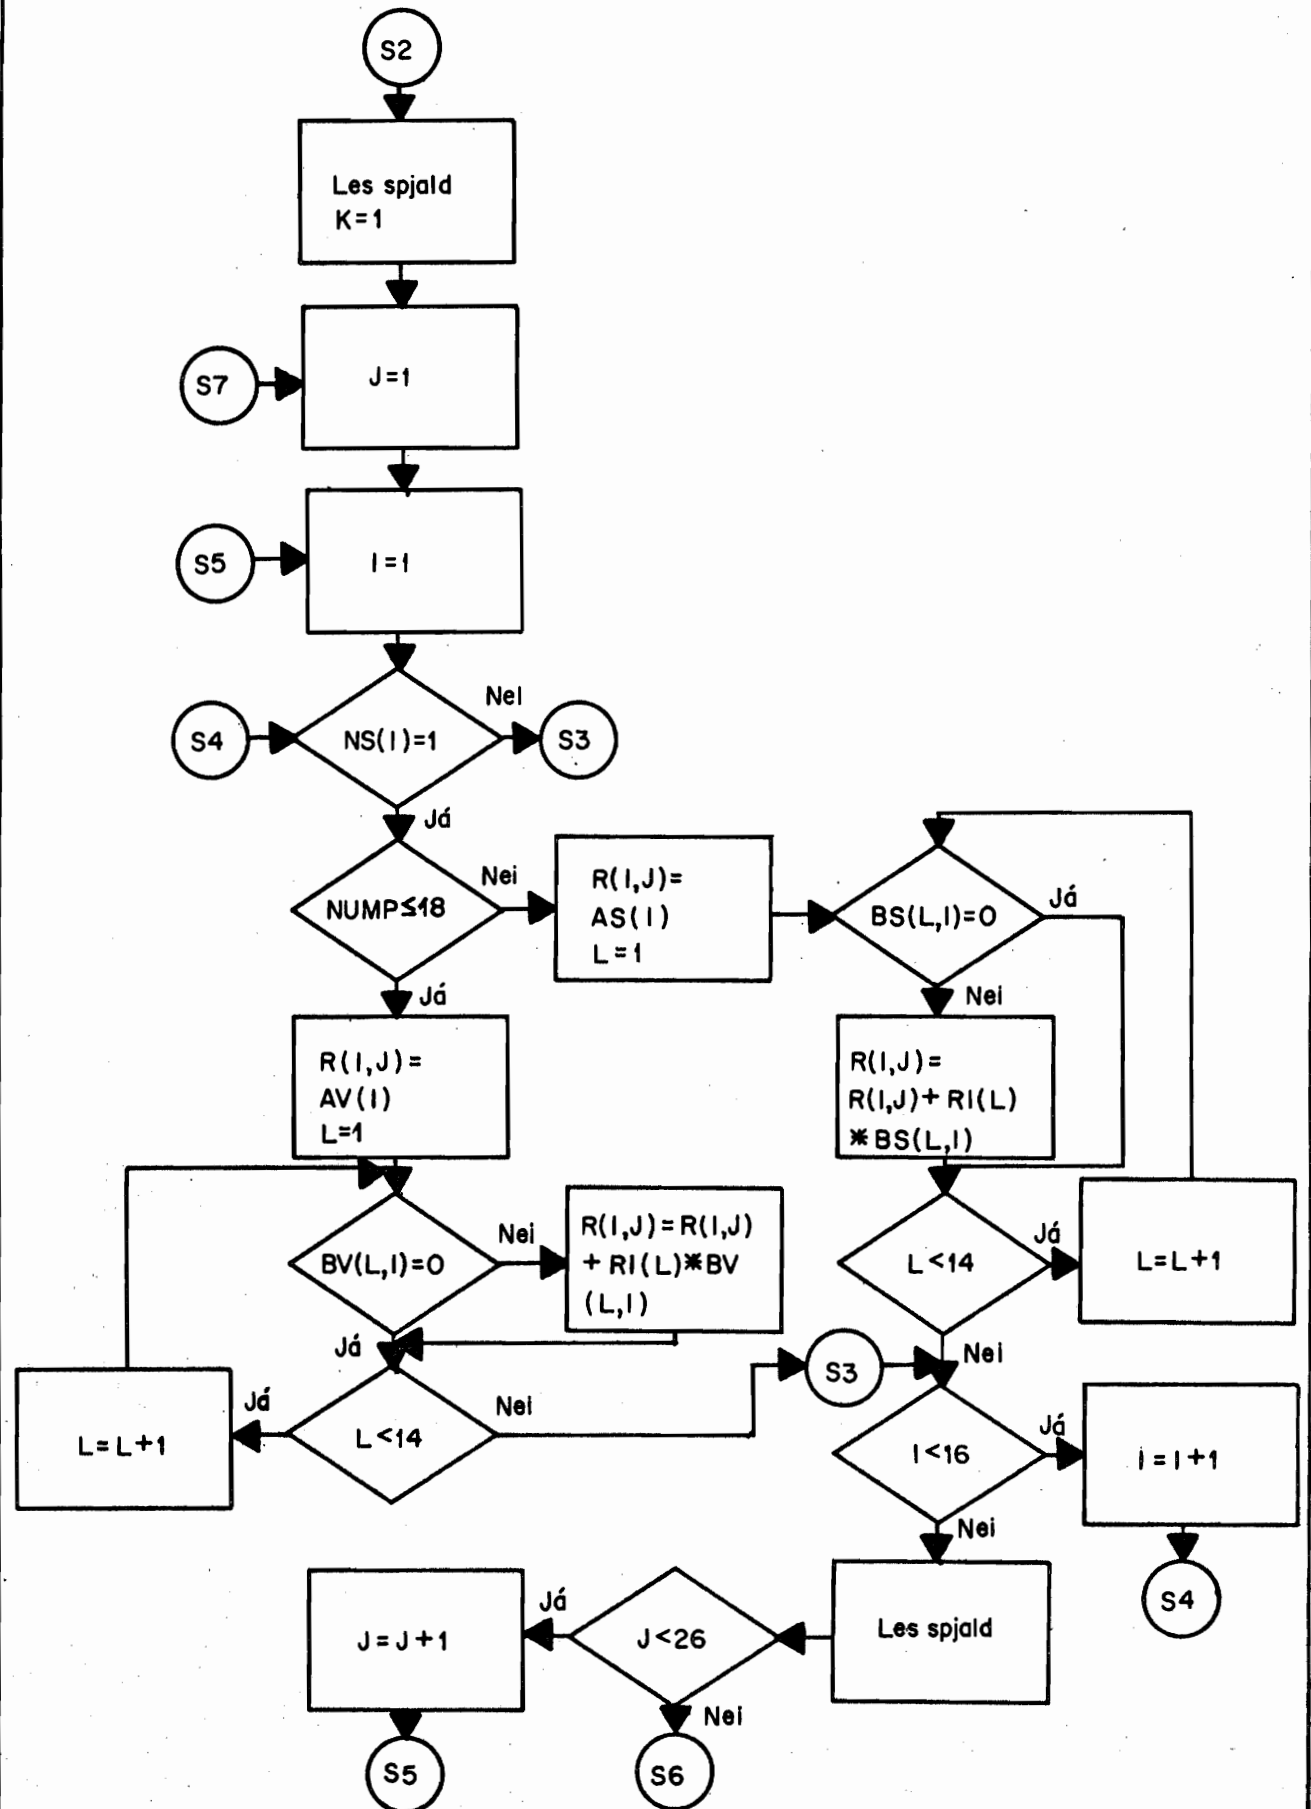 S2
Les spjald
K=1
S7
J=1
S5
I=1
S4
NS(I)=1
Nei
S3
Já
NUMP≤18
Nei
R(I,J)=
AS(I)
L=1
BS(L,I)=0
Já
Já
Nei
R(I,J)=
AV(I)
L=1
R(I,J)=
R(I,J)+RI(L)
*BS(L,I)
BV(L,I)=0
Nei
R(I,J)=R(I,J)
+RI(L)*BV
(L,I)
L<14
Já
L=L+1
Já
Nei
S3
L=L+1
Já
L<14
Nei
I<16
Já
I=I+1
Nei
S4
J=J+1
Já
J<26
Les spjald
Nei
S5
S6